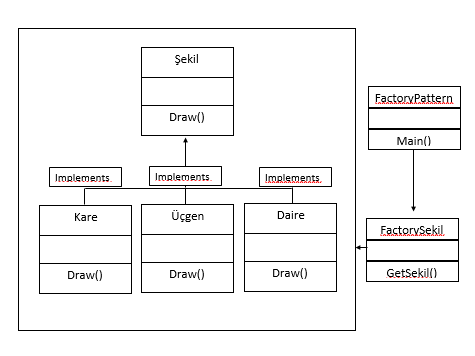 Şekil
Draw()
FactoryPattern
Main()
Implements
Implements
Implements
Kare
Draw()
Üçgen
Draw()
Daire
Draw()
FactorySekil
GetSekil()